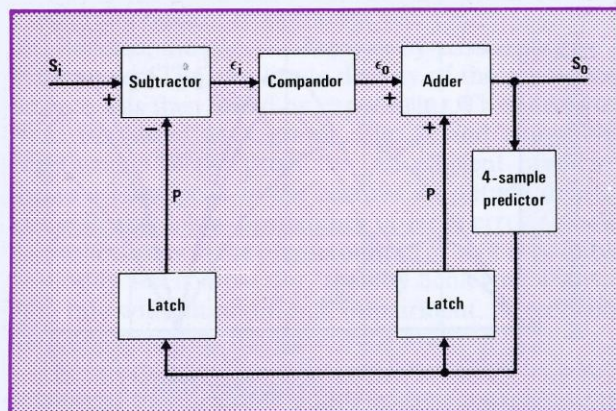 Si
+
Subtractor
−
ϵi
Compandor
ϵo
+
Adder
+
So
P
P
4-sample
predictor
Latch
Latch